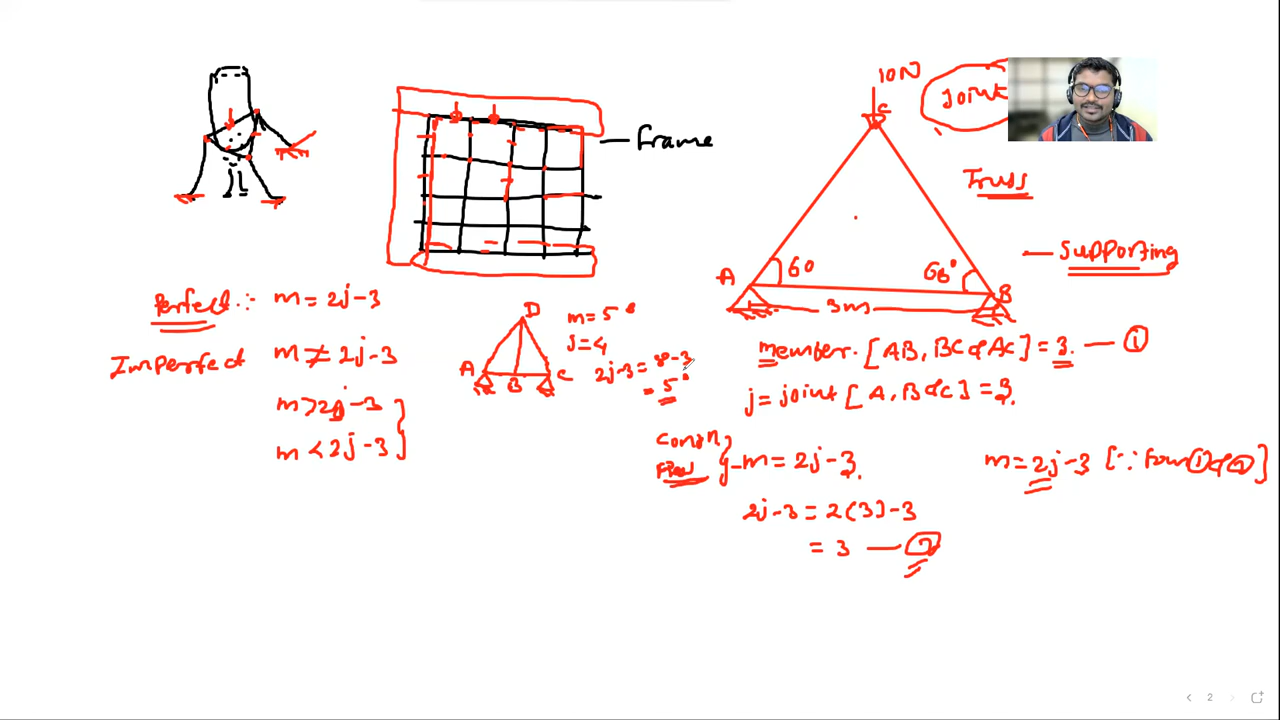 10N
C
Joint
Frame
Truss
Supporting
A
60
60°
B
3m
Perfect :- m = 2j-3
Imperfect m ≠ 2j-3
m > 2j-3
m < 2j-3
D
A
B
C
m = 5
j = 4
2j-3 = 8-3
= 5
member. [AB, BC & AC] = 3. — ①
j = joint [A, B & C] = 3.
m = 2j-3.
2j-3 = 2(3)-3
= 3 — ②
m = 2j-3 [∵ from ① & ②]
2